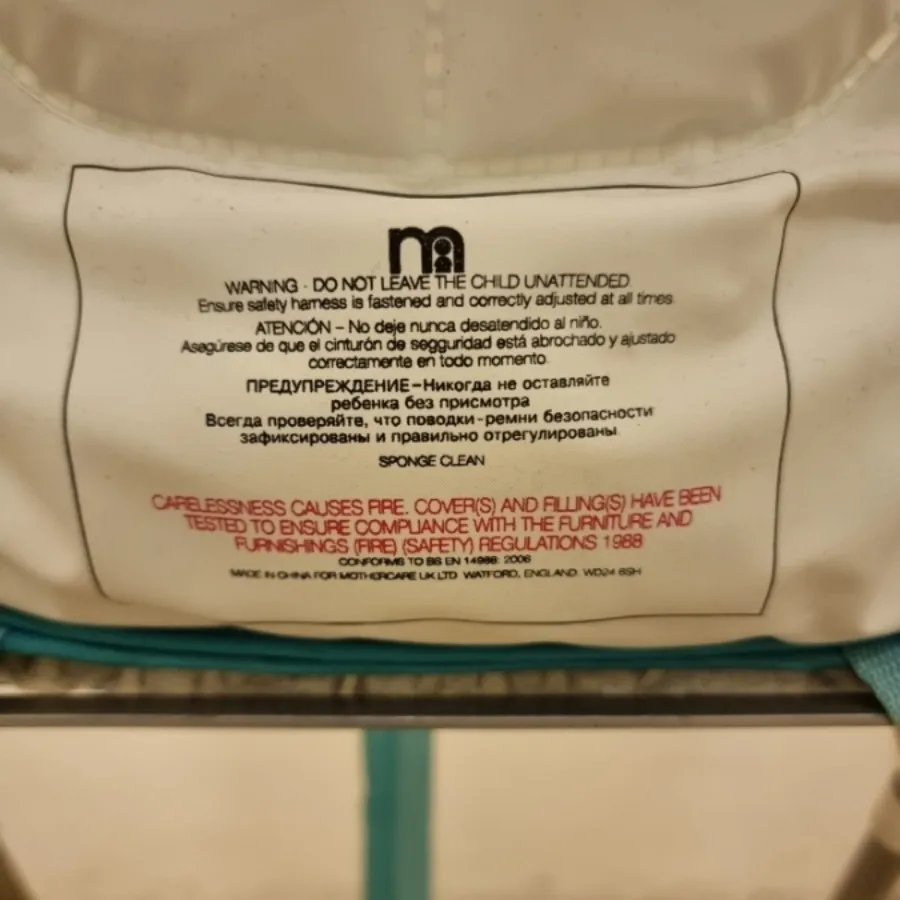 m
WARNING - DO NOT LEAVE THE CHILD UNATTENDED
Ensure safety harness is fastened and correctly adjusted at all times.
ATENCIÓN – No deje nunca desatendido al niño.
Asegúrese de que el cinturón de segguridad está abrochado y ajustado
correctamente en todo momento.
ПРЕДУПРЕЖДЕНИЕ–Никогда не оставляйте
ребенка без присмотра
Всегда проверяйте, что поводки-ремни безопасности
зафиксированы и правильно отрегулированы.
SPONGE CLEAN
CARELESSNESS CAUSES FIRE. COVER(S) AND FILLING(S) HAVE BEEN
TESTED TO ENSURE COMPLIANCE WITH THE FURNITURE AND
FURNISHINGS (FIRE) (SAFETY) REGULATIONS 1988
CONFORMS TO BS EN 14988: 2006
MADE IN CHINA FOR MOTHERCARE UK LTD. WATFORD, ENGLAND. WD24 6SH